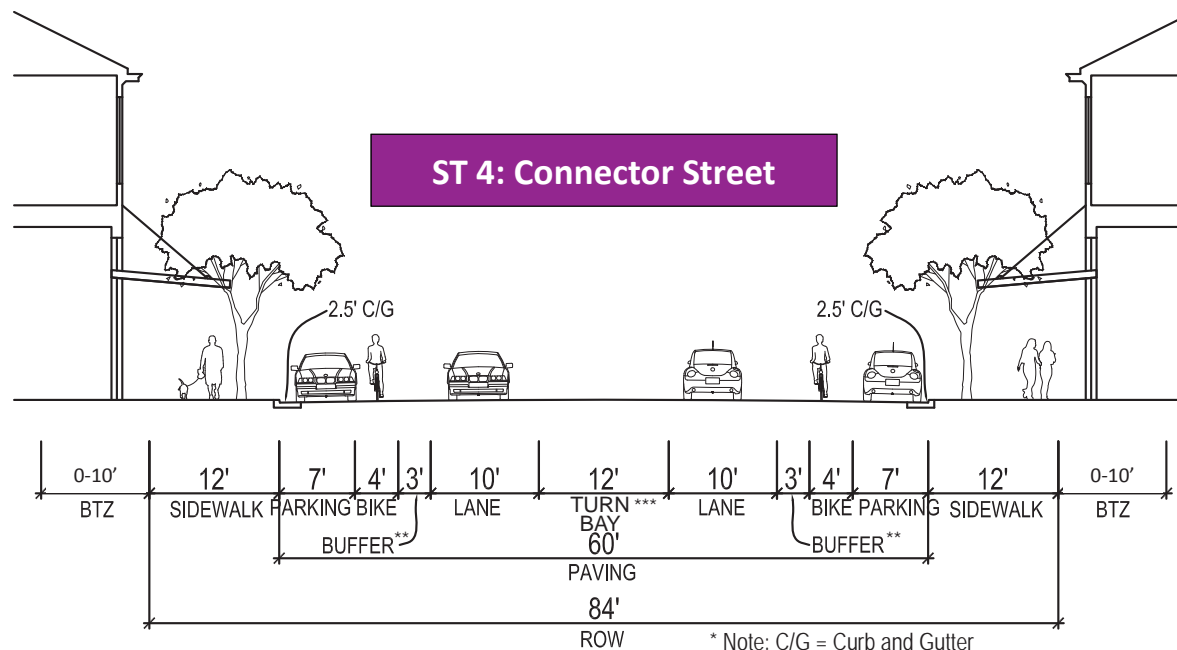 ST 4: Connector Street
2.5' C/G
2.5' C/G
0-10' 12' 7' 4' 3' 10' 12' 10' 3' 4' 7' 12' 0-10'
BTZ SIDEWALK PARKING BIKE LANE TURN *** LANE BIKE PARKING SIDEWALK BTZ
BAY
BUFFER** 60' BUFFER**
PAVING
84'
ROW
* Note: C/G = Curb and Gutter